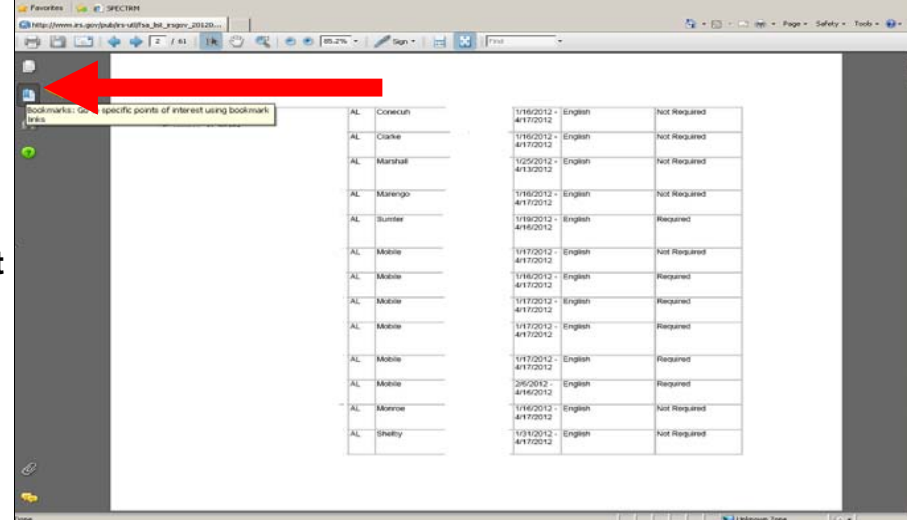 Favorites SPECTRM
http://www.irs.gov/pub/irs-utl/fsa_list_irsgov_20120...
Page Safety Tools
2 / 61 85.2% Sign Find
Bookmarks: Go specific points of interest using bookmark
links
AL Conecuh 1/16/2012 - 4/17/2012 English Not Required
AL Clarke 1/16/2012 - 4/17/2012 English Not Required
AL Marshall 1/25/2012 - 4/13/2012 English Not Required
AL Marengo 1/16/2012 - 4/17/2012 English Not Required
AL Sumter 1/19/2012 - 4/16/2012 English Required
t
AL Mobile 1/17/2012 - 4/17/2012 English Not Required
AL Mobile 1/16/2012 - 4/17/2012 English Required
AL Mobile 1/17/2012 - 4/17/2012 English Required
AL Mobile 1/17/2012 - 4/17/2012 English Required
AL Mobile 1/17/2012 - 4/17/2012 English Required
AL Mobile 2/6/2012 - 4/16/2012 English Required
AL Monroe 1/16/2012 - 4/17/2012 English Not Required
AL Shelby 1/31/2012 - 4/17/2012 English Not Required
Done Unknown Zone